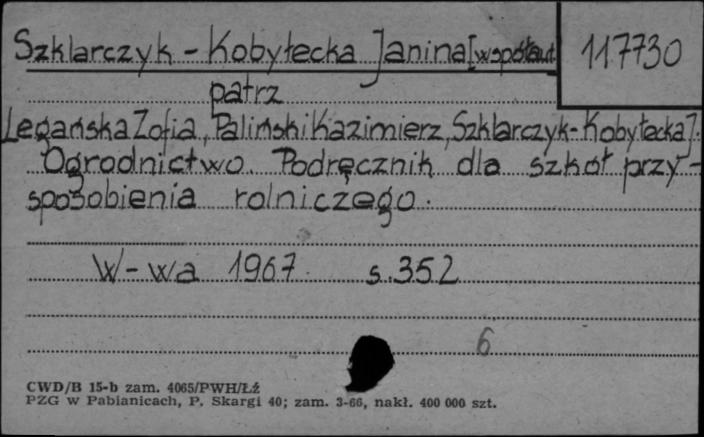 Szklarczyk - Kobyłecka Janina [współaut.
117730
patrz
Legańska Zofia, Paliński Kazimierz, Szklarczyk-Kobyłecka J.
Ogrodnictwo. Podręcznik dla szkół przy-
sposobienia rolniczego.
W-wa 1967. s. 352
6
CWD/B 15-b zam. 4065/PWH/Łź
PZG w Pabianicach, P. Skargi 40; zam. 3-66, nakł. 400 000 szt.